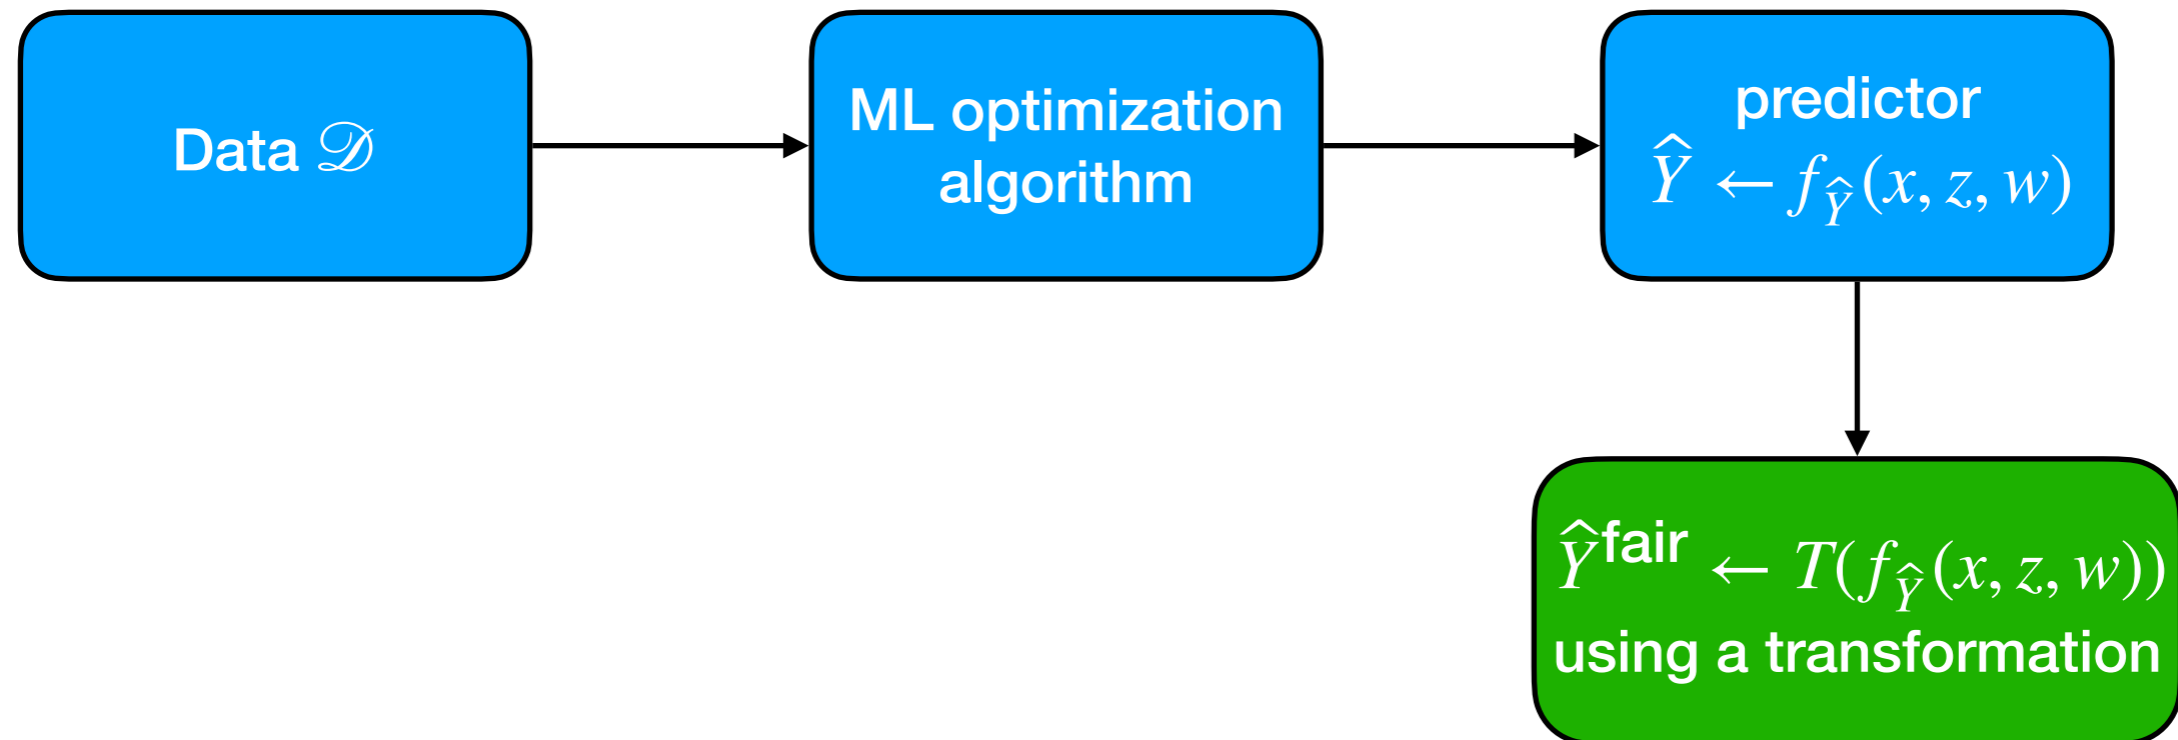 Data 𝒟
ML optimization
algorithm
predictor
Ŷ ← f_Ŷ(x, z, w)
Ŷ^fair ← T(f_Ŷ(x, z, w))
using a transformation